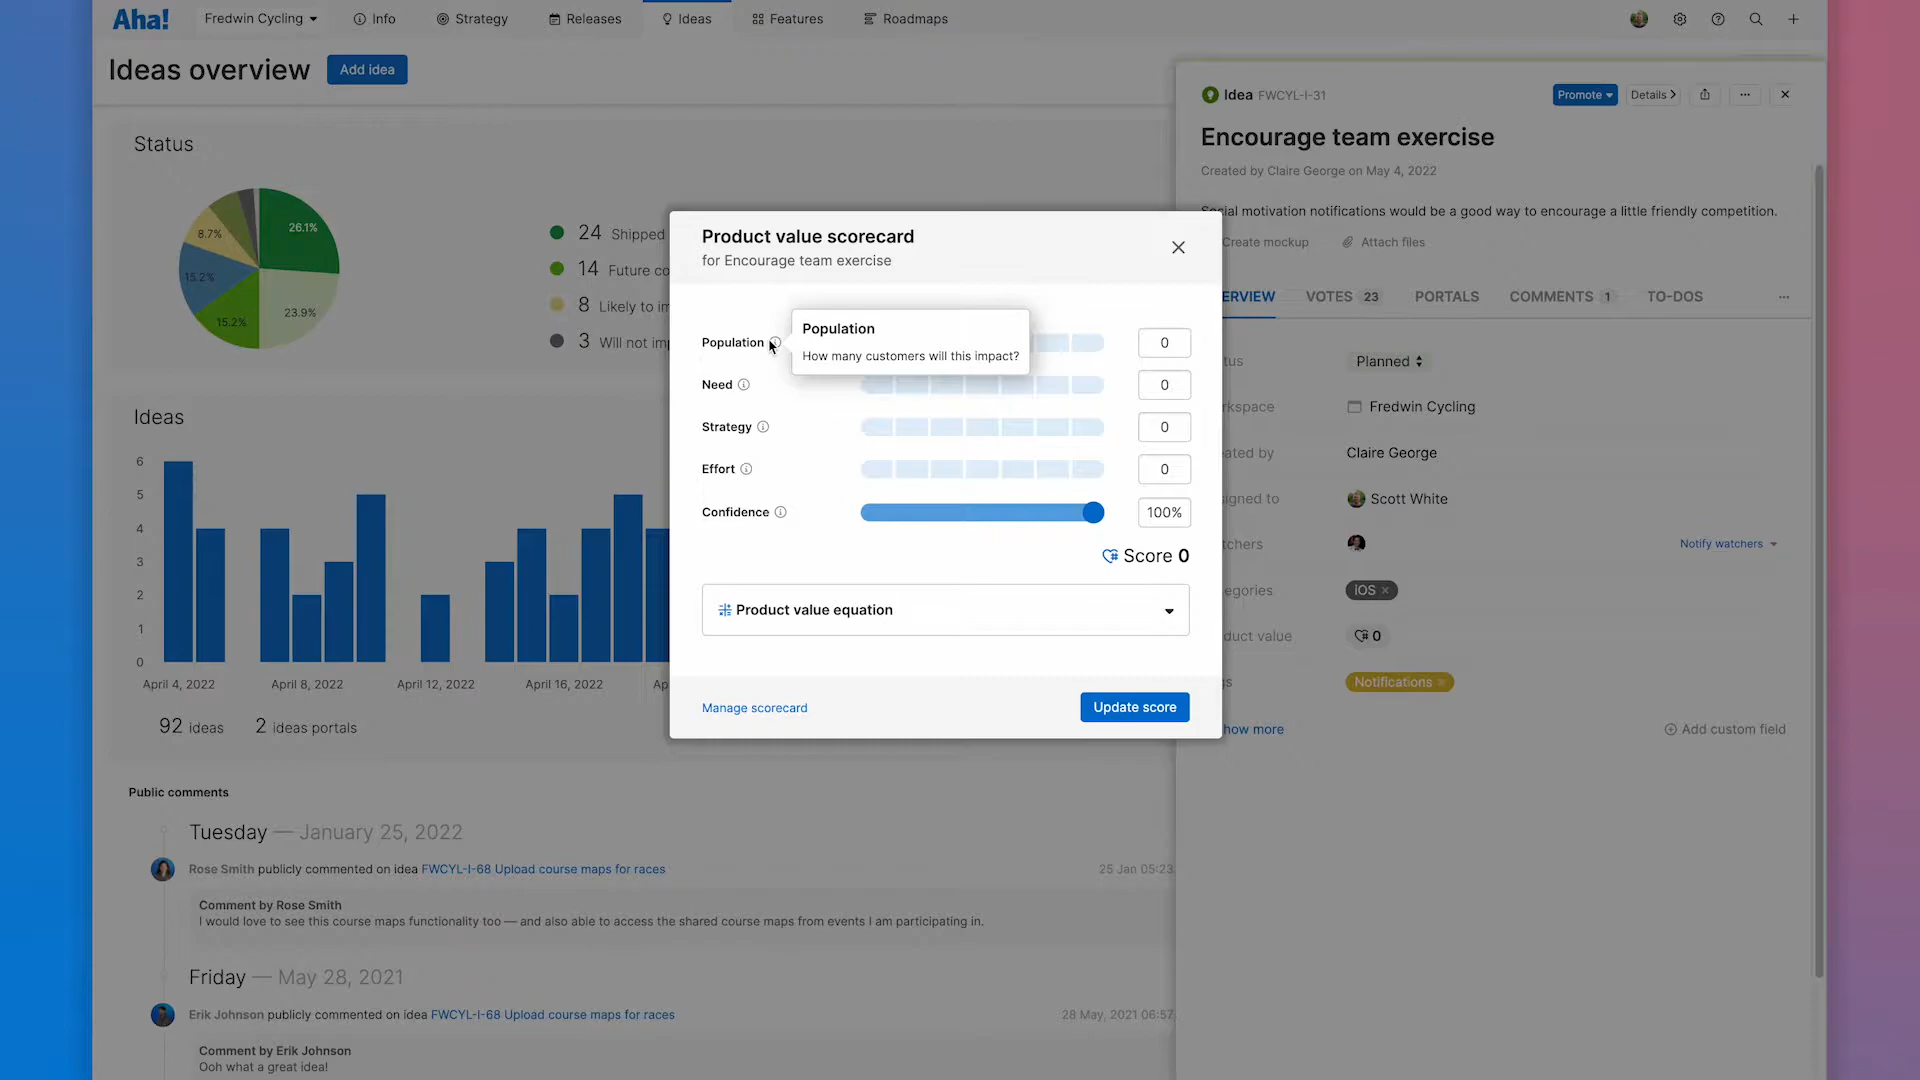 Aha!
Fredwin Cycling
Info
Strategy
Releases
Ideas
Features
Roadmaps
Ideas overview
Add idea
Status
26.1%
8.7%
15.2%
15.2%
23.9%
24 Shipped
14 Future co
8 Likely to im
3 Will not im
Ideas
6
5
4
3
2
1
0
April 4, 2022
April 8, 2022
April 12, 2022
April 16, 2022
Ap
92 ideas
2 ideas portals
Public comments
Tuesday — January 25, 2022
Rose Smith publicly commented on idea FWCYL-I-68 Upload course maps for races
25 Jan 05:23
Comment by Rose Smith
I would love to see this course maps functionality too — and also able to access the shared course maps from events I am participating in.
Friday — May 28, 2021
Erik Johnson publicly commented on idea FWCYL-I-68 Upload course maps for races
28 May, 2021 06:57
Comment by Erik Johnson
Ooh what a great idea!
Product value scorecard
for Encourage team exercise
Population
0
Population
How many customers will this impact?
Need
0
Strategy
0
Effort
0
Confidence
100%
Score 0
Product value equation
Manage scorecard
Update score
Idea FWCYL-I-31
Promote
Details
Encourage team exercise
Created by Claire George on May 4, 2022
Social motivation notifications would be a good way to encourage a little friendly competition.
Create mockup
Attach files
ERVIEW
VOTES 23
PORTALS
COMMENTS 1
TO-DOS
tus
Planned
rkspace
Fredwin Cycling
ated by
Claire George
igned to
Scott White
tchers
Notify watchers
egories
iOS
duct value
0
gs
Notifications
how more
Add custom field